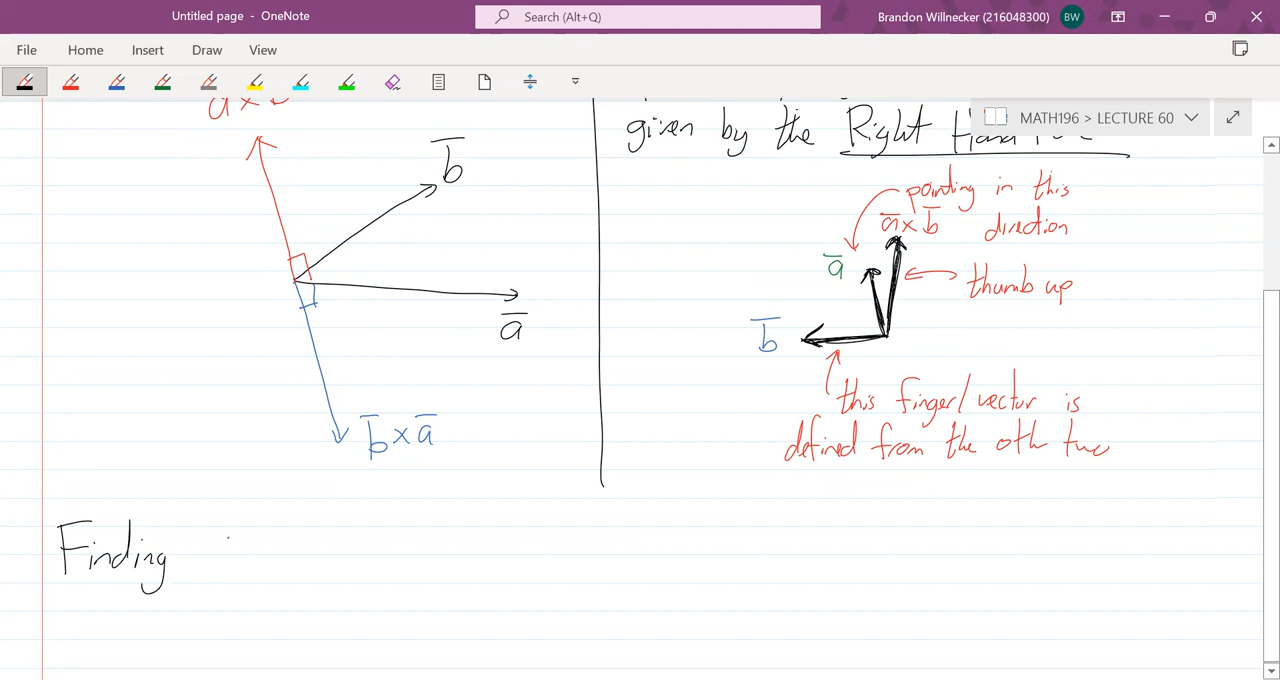 Untitled page - OneNote
Search (Alt+Q)
Brandon Willnecker (216048300)
BW
File Home Insert Draw View
MATH196 > LECTURE 60
given by the Right Hand
a̅ × b̅
b̅
a̅
b̅ × a̅
pointing in this
direction
a̅ × b̅
a̅
thumb up
b̅
this finger/vector is
defined from the oth two
Finding